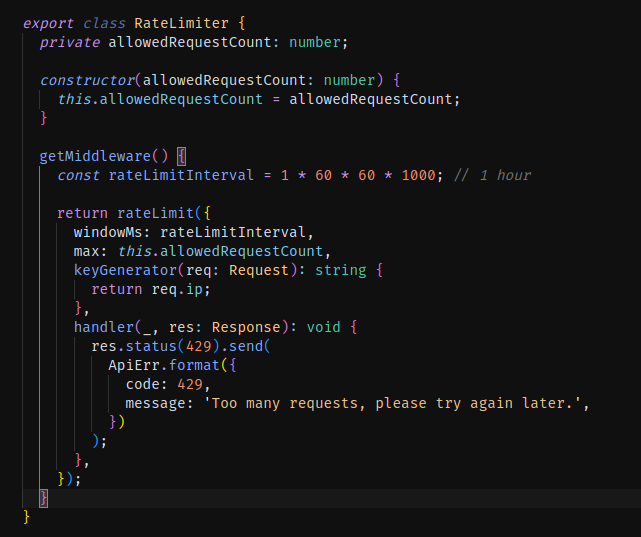 export class RateLimiter {
  private allowedRequestCount: number;

  constructor(allowedRequestCount: number) {
    this.allowedRequestCount = allowedRequestCount;
  }

  getMiddleware() {
    const rateLimitInterval = 1 * 60 * 60 * 1000; // 1 hour

    return rateLimit({
      windowMs: rateLimitInterval,
      max: this.allowedRequestCount,
      keyGenerator(req: Request): string {
        return req.ip;
      },
      handler(_, res: Response): void {
        res.status(429).send(
          ApiErr.format({
            code: 429,
            message: 'Too many requests, please try again later.',
          })
        );
      },
    });
  }
}